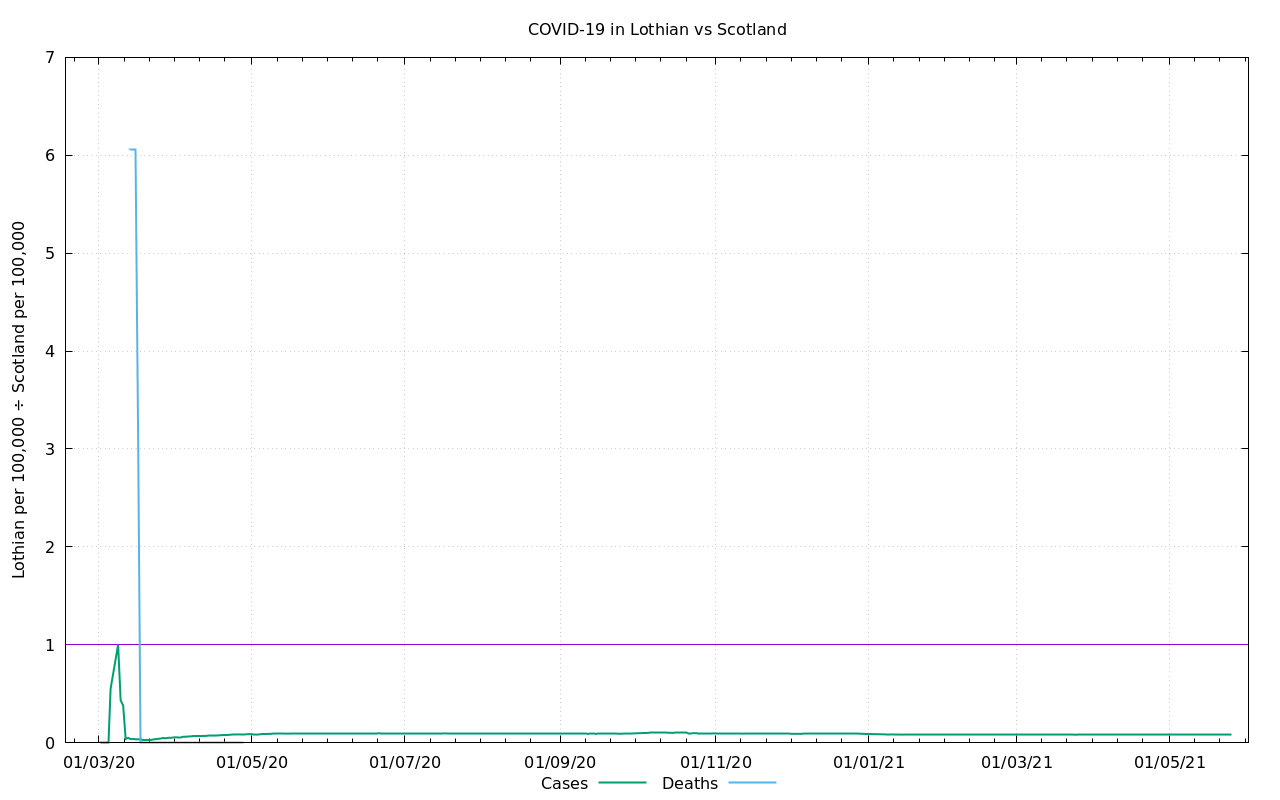 COVID-19 in Lothian vs Scotland
Lothian per 100,000 ÷ Scotland per 100,000
7
6
5
4
3
2
1
0
01/03/20 01/05/20 01/07/20 01/09/20 01/11/20 01/01/21 01/03/21 01/05/21
Cases Deaths